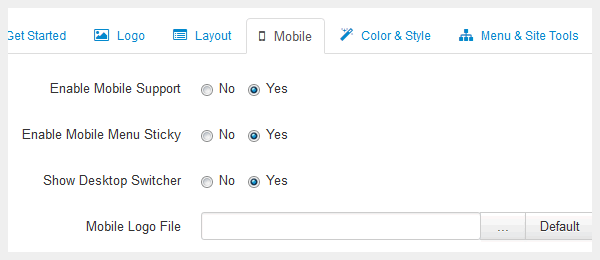 Get Started Logo Layout Mobile Color & Style Menu & Site Tools
Enable Mobile Support No Yes
Enable Mobile Menu Sticky No Yes
Show Desktop Switcher No Yes
Mobile Logo File ... Default